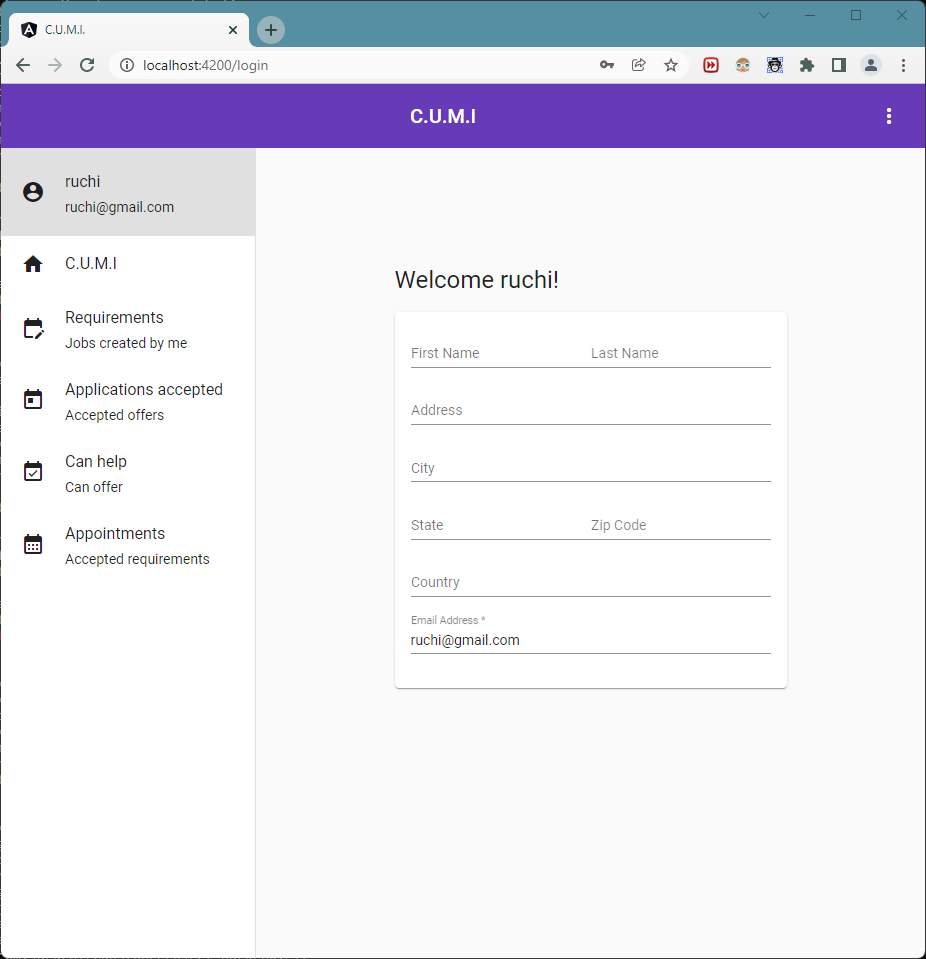 C.U.M.I.
localhost:4200/login
C.U.M.I
ruchi
ruchi@gmail.com
C.U.M.I
Requirements
Jobs created by me
Applications accepted
Accepted offers
Can help
Can offer
Appointments
Accepted requirements
Welcome ruchi!
First Name Last Name
Address
City
State Zip Code
Country
Email Address *
ruchi@gmail.com